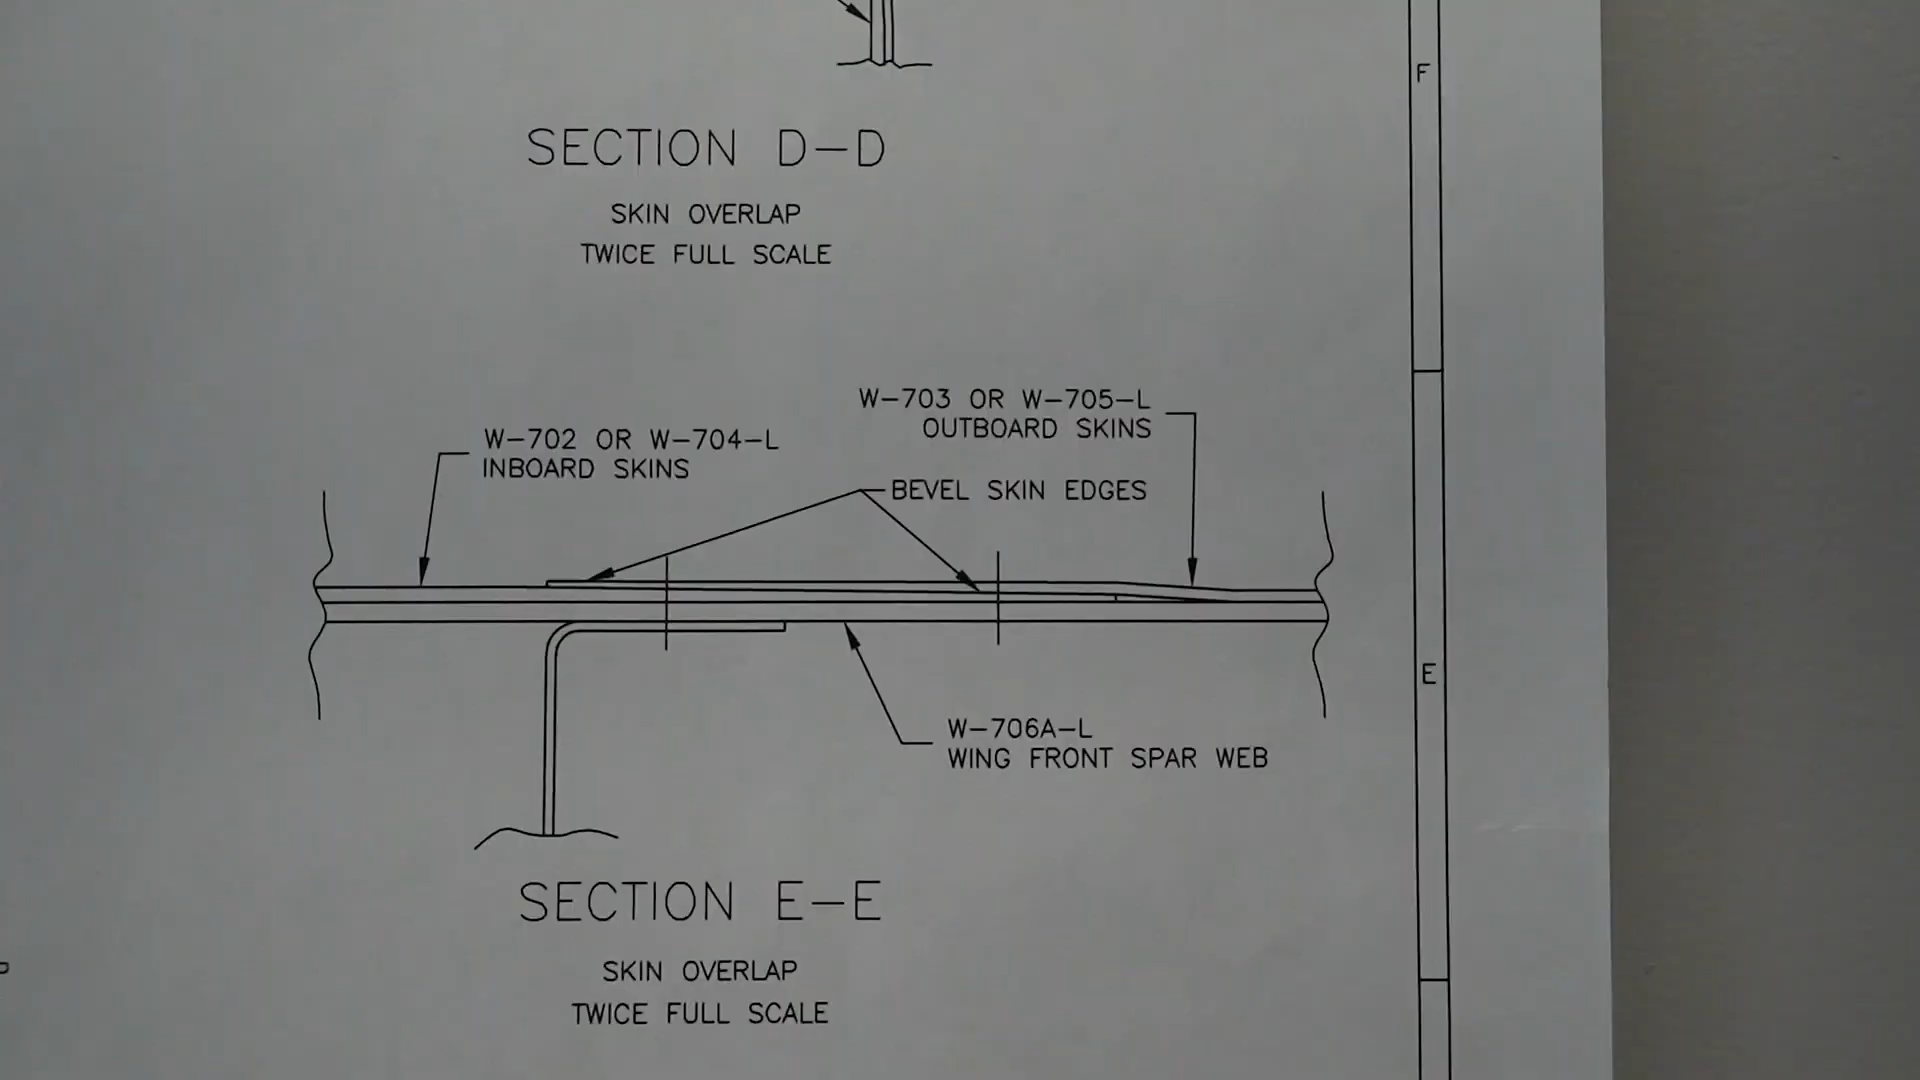 F
SECTION D-D
SKIN OVERLAP
TWICE FULL SCALE
W-703 OR W-705-L
OUTBOARD SKINS
W-702 OR W-704-L
INBOARD SKINS
BEVEL SKIN EDGES
E
W-706A-L
WING FRONT SPAR WEB
SECTION E-E
SKIN OVERLAP
TWICE FULL SCALE